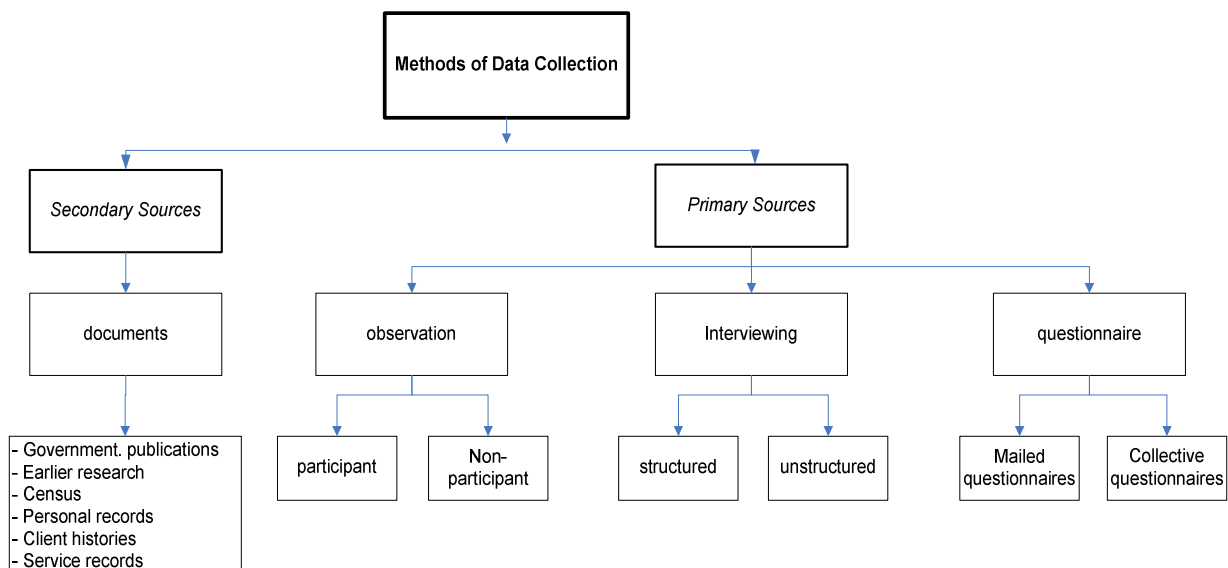 Methods of Data Collection
Secondary Sources
Primary Sources
documents
observation
Interviewing
questionnaire
- Government. publications
- Earlier research
- Census
- Personal records
- Client histories
- Service records
participant
Non-
participant
structured
unstructured
Mailed
questionnaires
Collective
questionnaires